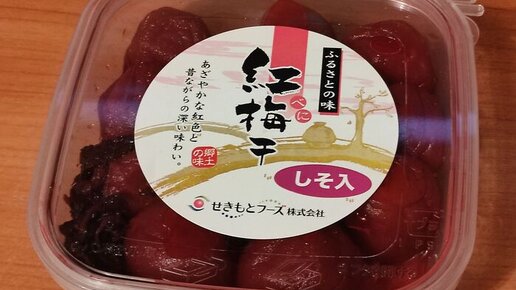 ふるさとの味
紅梅干
べに
あざやかな紅色と
昔ながらの深い味わい。
郷土
の味
しそ入
せきもとフーズ株式会社